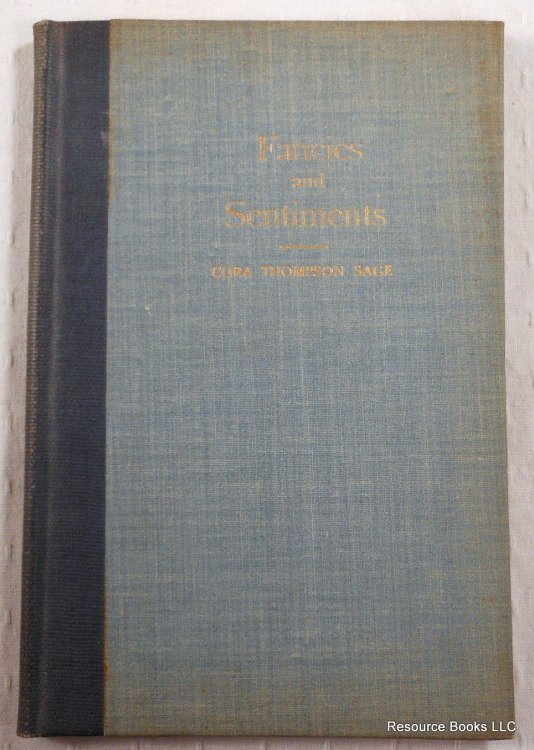 Fancies
and
Sentiments
CORA THOMPSON SAGE
Resource Books LLC